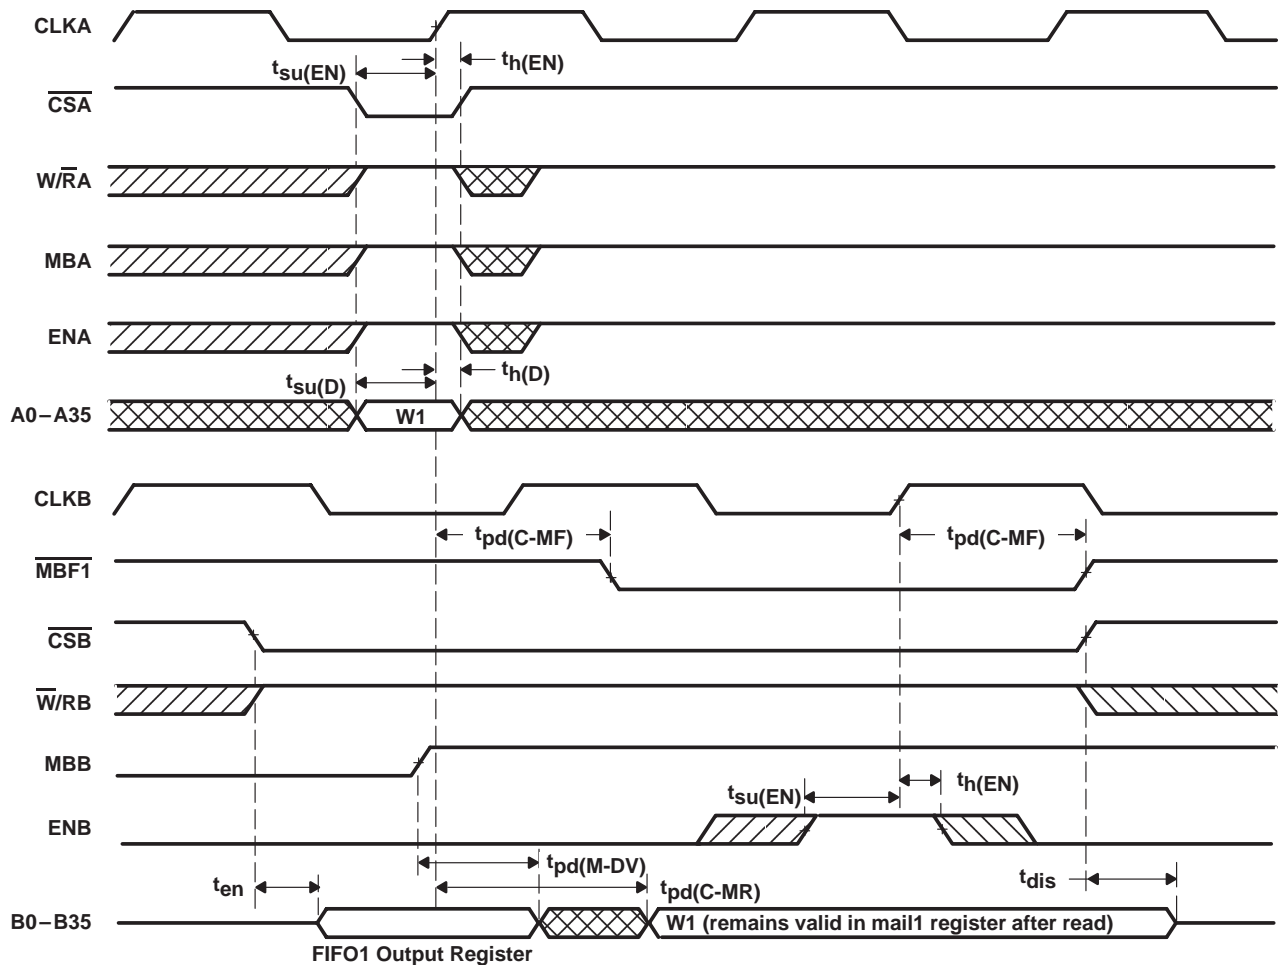 CLKA
tsu(EN)
th(EN)
CSA
W/RA
MBA
ENA
tsu(D)
th(D)
A0–A35
W1
CLKB
tpd(C-MF)
tpd(C-MF)
MBF1
CSB
W/RB
MBB
tsu(EN)
th(EN)
ENB
tpd(M-DV)
ten
tpd(C-MR)
tdis
B0–B35
W1 (remains valid in mail1 register after read)
FIFO1 Output Register